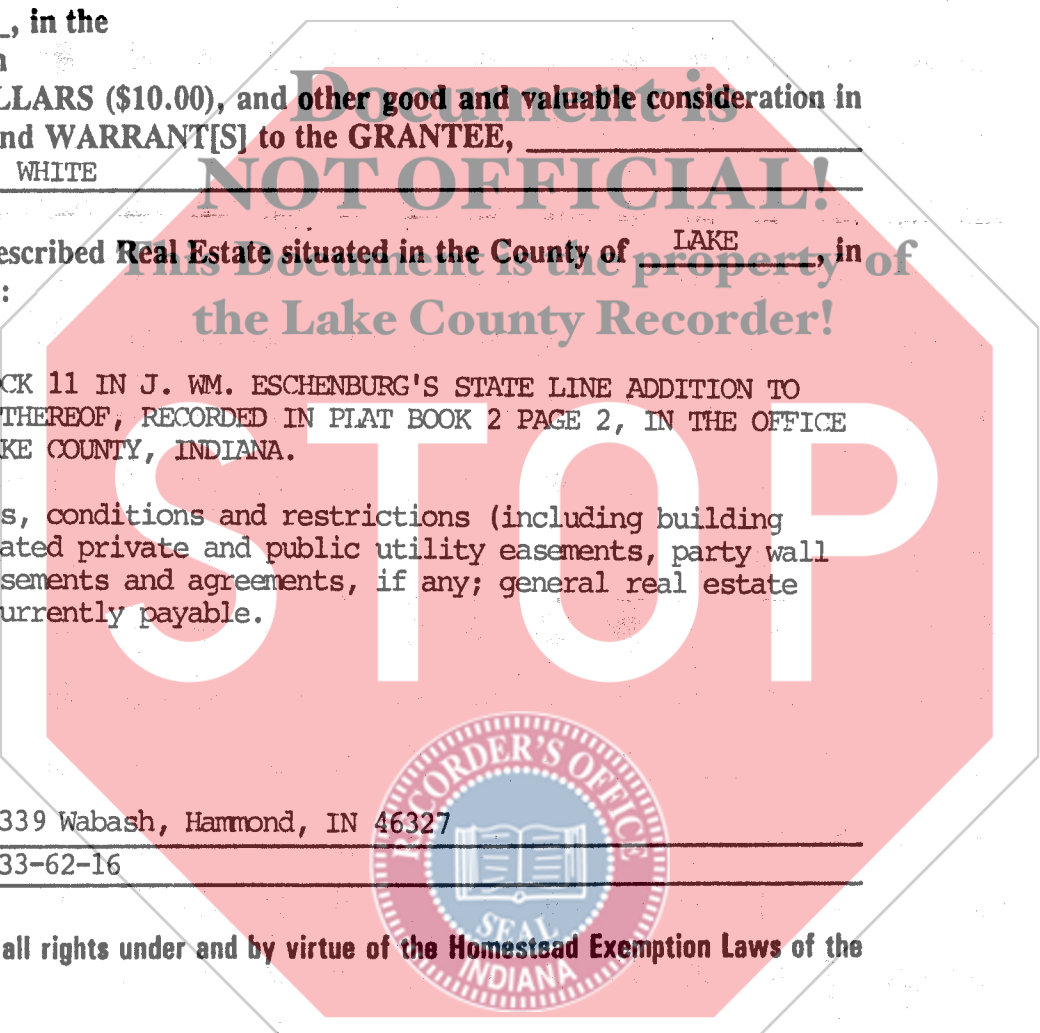 _, in the
n
LLARS ($10.00), and other good and valuable consideration in
nd WARRANT[S] to the GRANTEE,
WHITE
escribed Real Estate situated in the County of LAKE, in
:
CK 11 IN J. WM. ESCHENBURG'S STATE LINE ADDITION TO
THEREOF, RECORDED IN PLAT BOOK 2 PAGE 2, IN THE OFFICE
KE COUNTY, INDIANA.
s, conditions and restrictions (including building
ated private and public utility easements, party wall
sements and agreements, if any; general real estate
urrently payable.
339 Wabash, Hammond, IN 46327
33-62-16
all rights under and by virtue of the Homestead Exemption Laws of the
Document is
NOT OFFICIAL!
This Document is the property of
the Lake County Recorder!
STOP
RECORDER'S OFFICE
SEAL
INDIANA